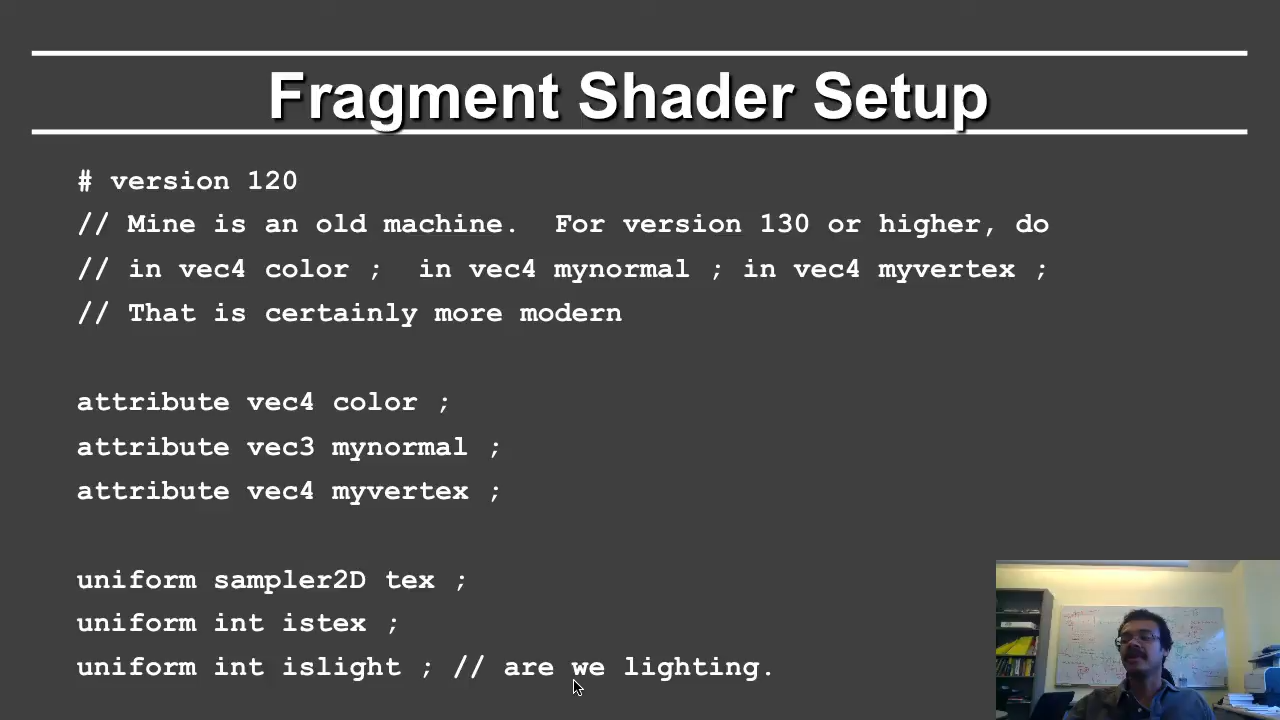 Fragment Shader Setup
# version 120
// Mine is an old machine.  For version 130 or higher, do
// in vec4 color ;  in vec4 mynormal ; in vec4 myvertex ;
// That is certainly more modern
attribute vec4 color ;
attribute vec3 mynormal ;
attribute vec4 myvertex ;
uniform sampler2D tex ;
uniform int istex ;
uniform int islight ; // are we lighting.